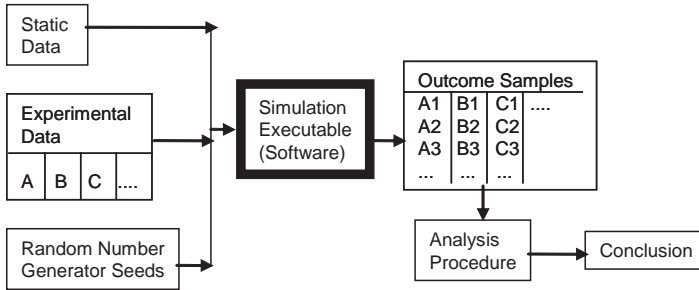 Static
Data
Experimental
Data
A B C ....
Random Number
Generator Seeds
Simulation
Executable
(Software)
Outcome Samples
A1 B1 C1 ....
A2 B2 C2
A3 B3 C3
... ... ...
Analysis
Procedure
Conclusion